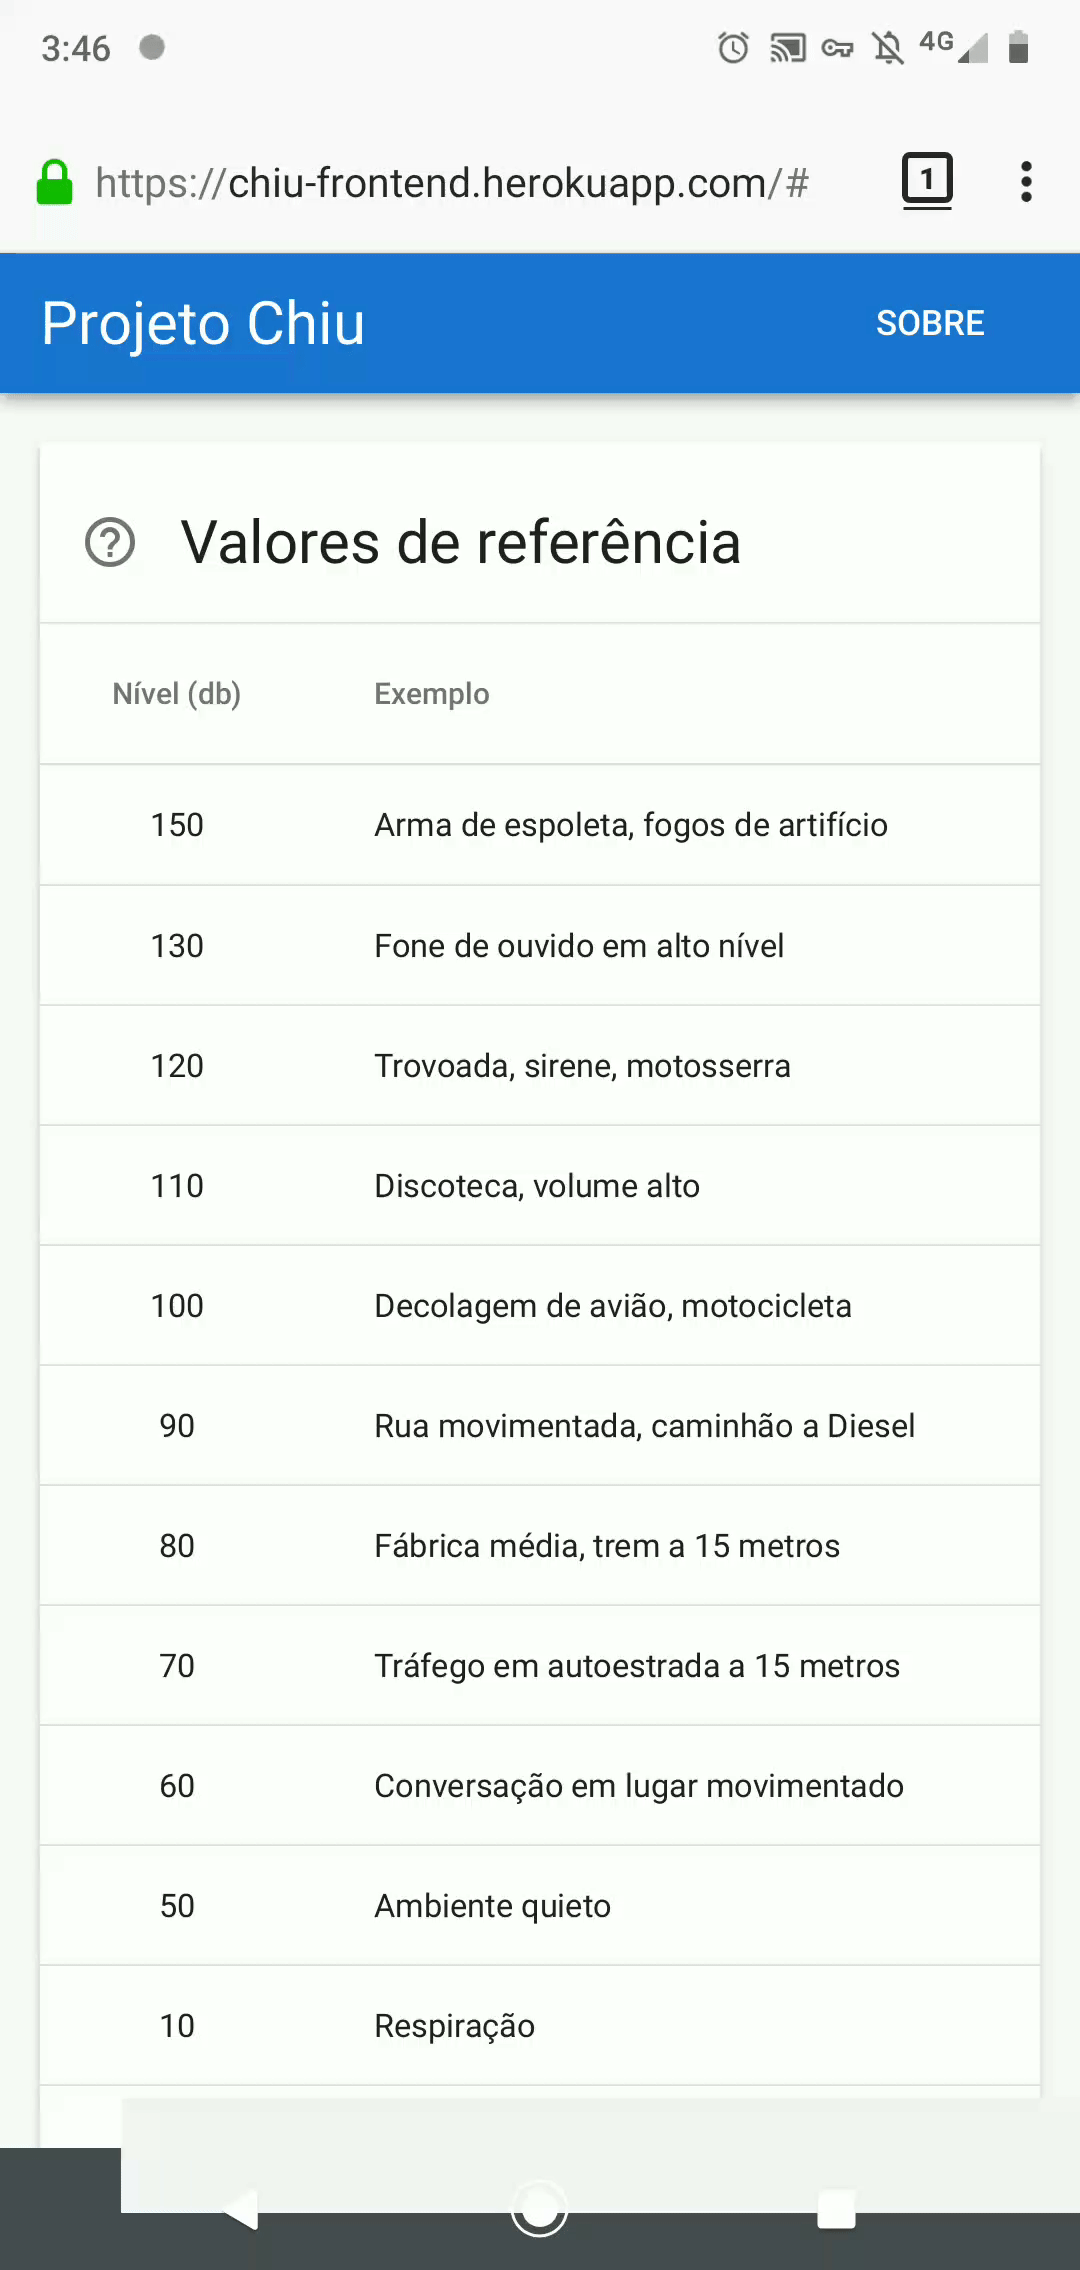 3:46
4G
https://chiu-frontend.herokuapp.com/#
1
Projeto Chiu
SOBRE
Valores de referência
Nível (db) Exemplo
150 Arma de espoleta, fogos de artifício
130 Fone de ouvido em alto nível
120 Trovoada, sirene, motosserra
110 Discoteca, volume alto
100 Decolagem de avião, motocicleta
90 Rua movimentada, caminhão a Diesel
80 Fábrica média, trem a 15 metros
70 Tráfego em autoestrada a 15 metros
60 Conversação em lugar movimentado
50 Ambiente quieto
10 Respiração